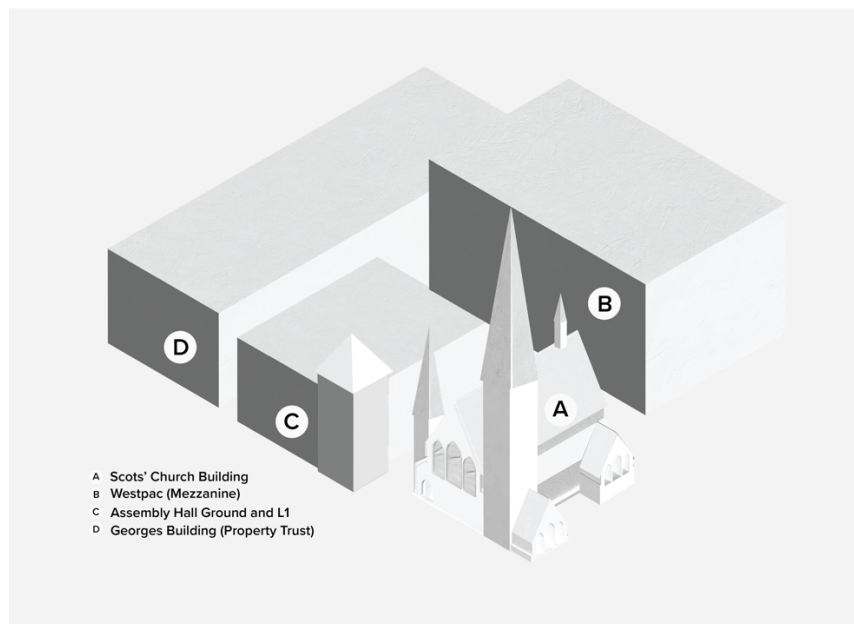 B
D
A
C
A Scots' Church Building
B Westpac (Mezzanine)
C Assembly Hall Ground and L1
D Georges Building (Property Trust)